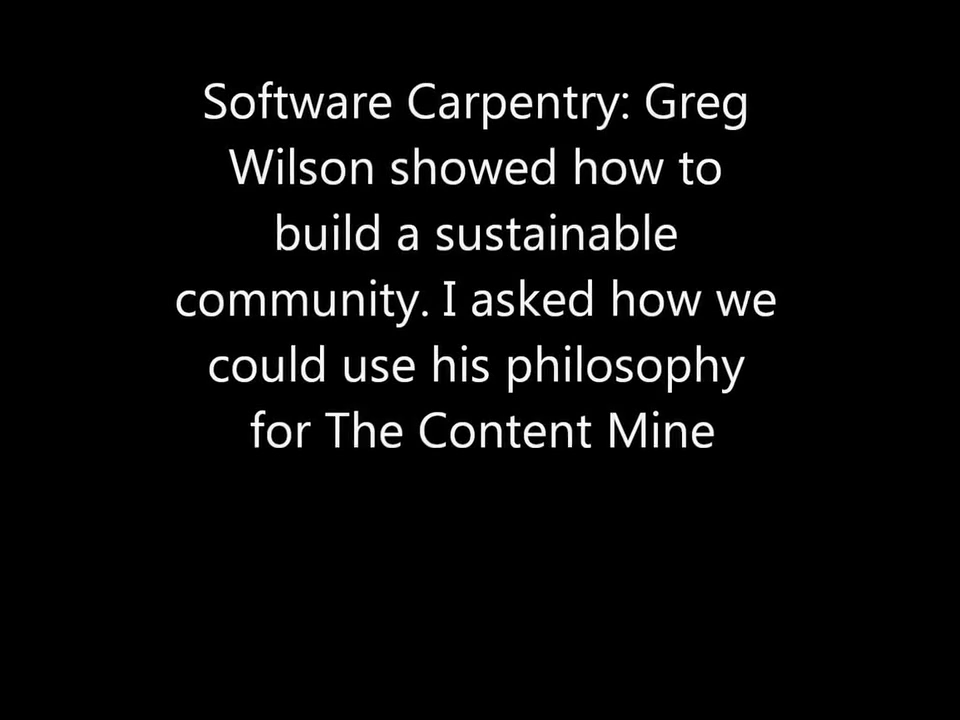 Software Carpentry: Greg
Wilson showed how to
build a sustainable
community. I asked how we
could use his philosophy
for The Content Mine